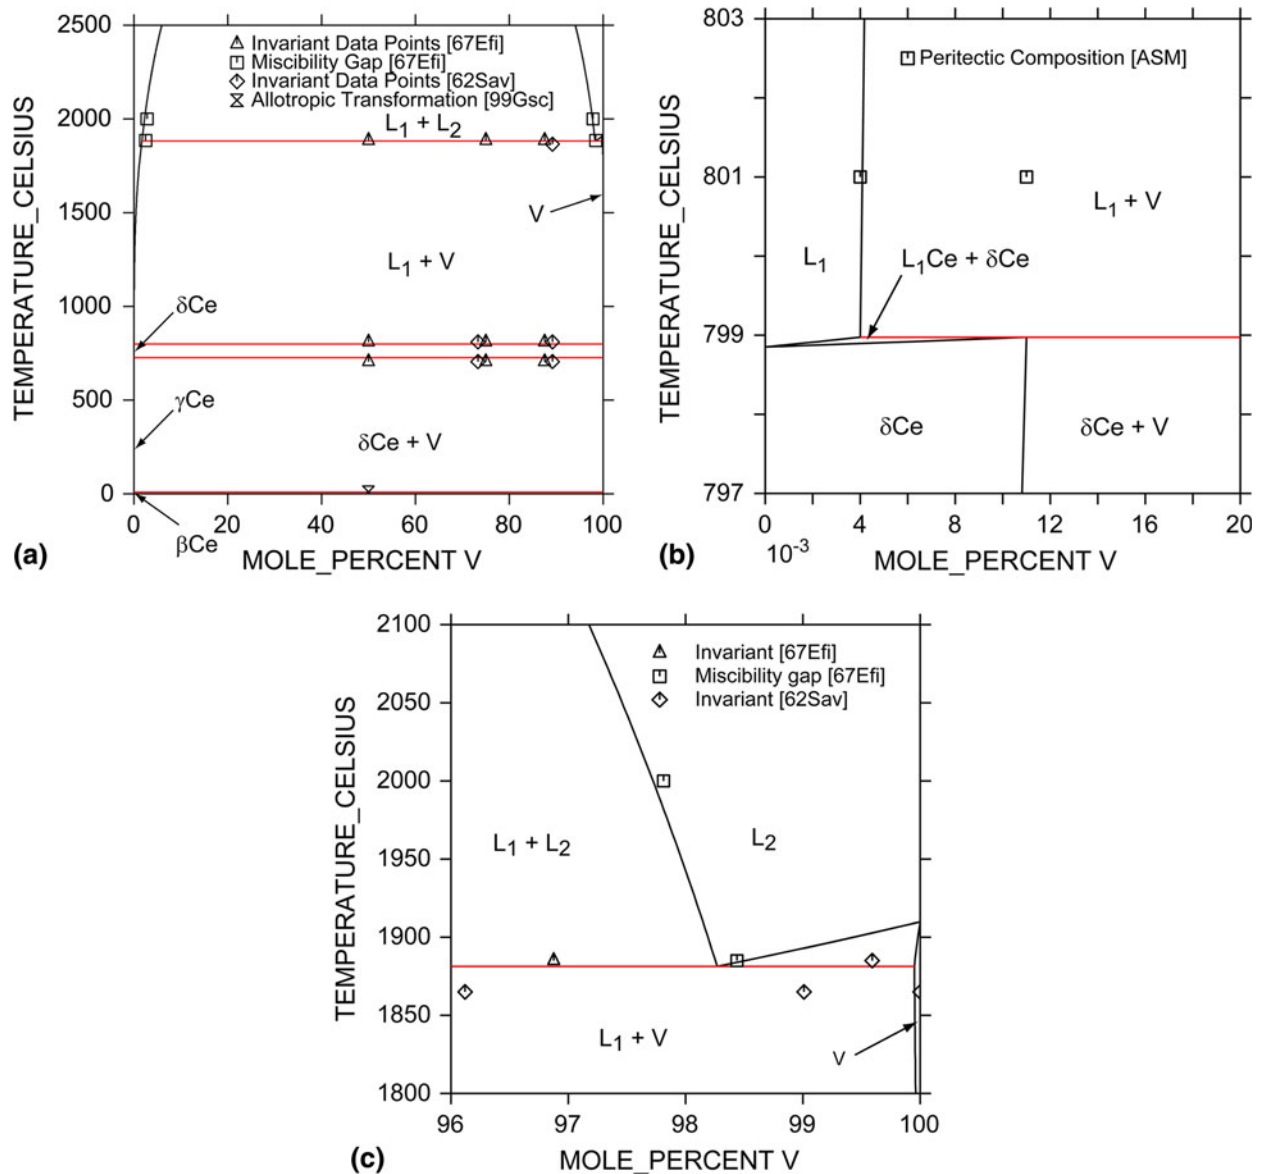 2500
2000
1500
1000
500
0
TEMPERATURE_CELSIUS
Invariant Data Points [67Efi]
Miscibility Gap [67Efi]
Invariant Data Points [62Sav]
Allotropic Transformation [99Gsc]
L1 + L2
V
L1 + V
δCe
γCe
δCe + V
βCe
0 20 40 60 80 100
MOLE_PERCENT V
(a)
803
801
799
797
TEMPERATURE_CELSIUS
Peritectic Composition [ASM]
L1 + V
L1
L1Ce + δCe
δCe
δCe + V
0 4 8 12 16 20
10-3
MOLE_PERCENT V
(b)
2100
2050
2000
1950
1900
1850
1800
TEMPERATURE_CELSIUS
Invariant [67Efi]
Miscibility gap [67Efi]
Invariant [62Sav]
L1 + L2
L2
L1 + V
V
96 97 98 99 100
MOLE_PERCENT V
(c)